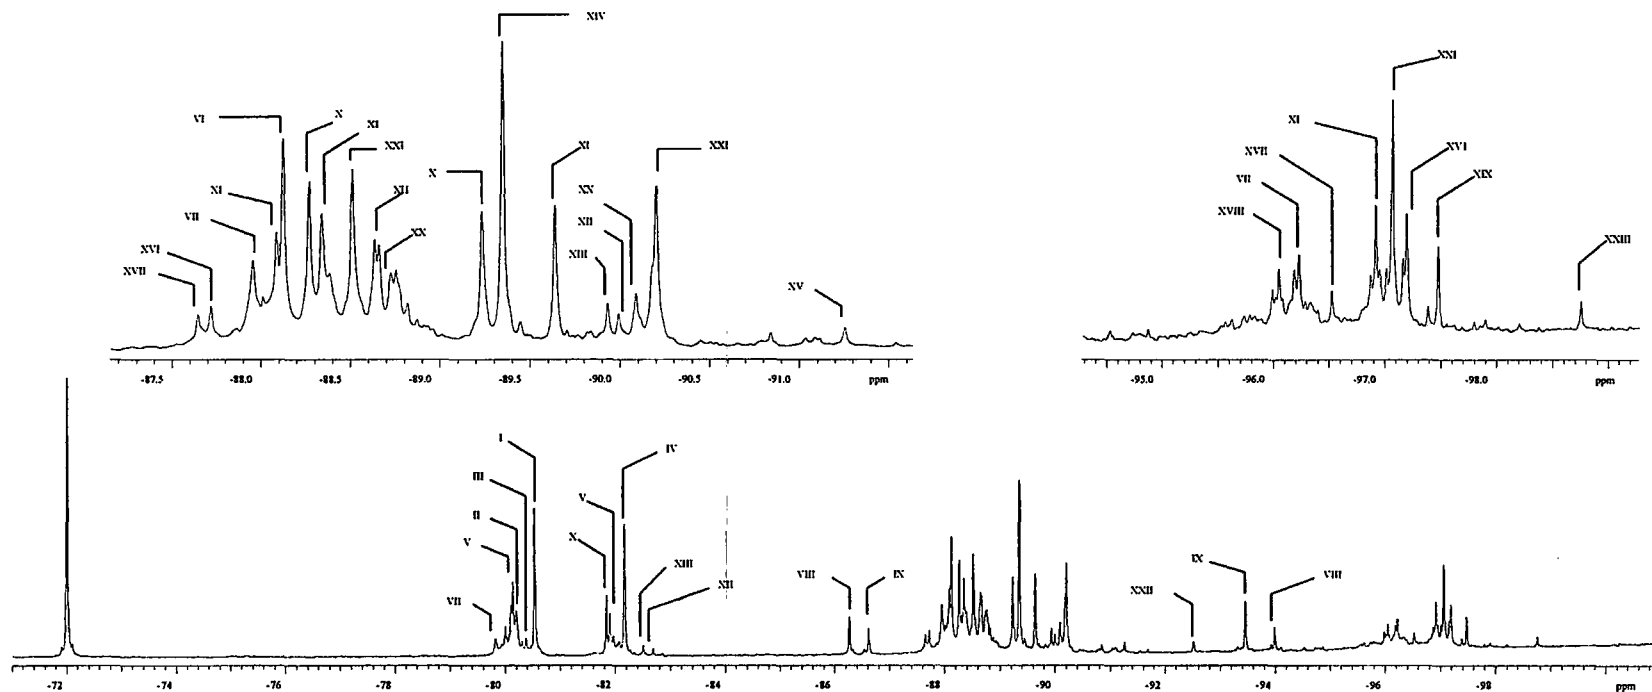 XIV
VI
X
XI
XXI
XII
XX
XI
VII
XVI
XVII
X
XI
XX
XII
XIII
XXI
XV
-87.5 -88.0 -88.5 -89.0 -89.5 -90.0 -90.5 -91.0 ppm
XXI
XI
XVII
VII
XVIII
XVI
XIX
XXIII
-95.0 -96.0 -97.0 -98.0 ppm
I
III
II
V
VII
IV
V
X
XIII
XII
VIII
IX
XXII
IX
VIII
-72 -74 -76 -78 -80 -82 -84 -86 -88 -90 -92 -94 -96 -98 ppm